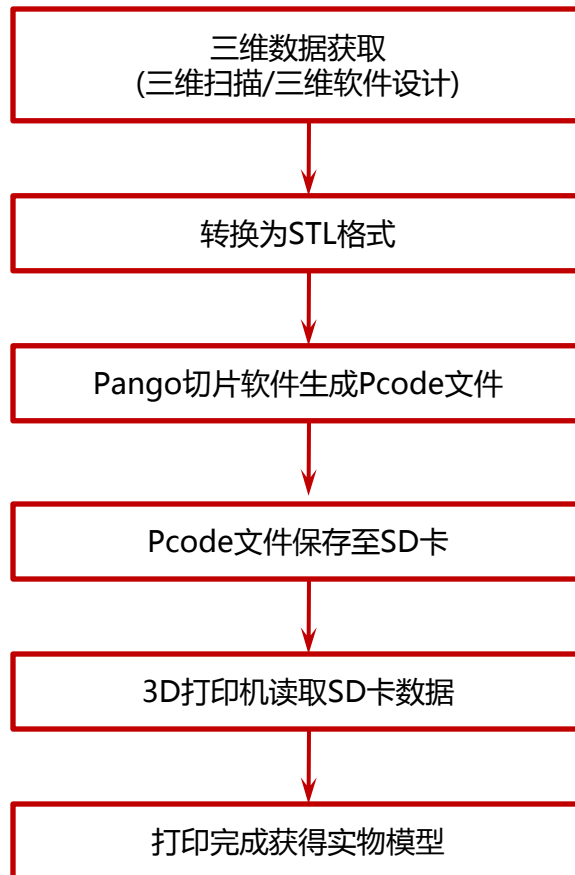 三维数据获取
(三维扫描/三维软件设计)
转换为STL格式
Pango切片软件生成Pcode文件
Pcode文件保存至SD卡
3D打印机读取SD卡数据
打印完成获得实物模型